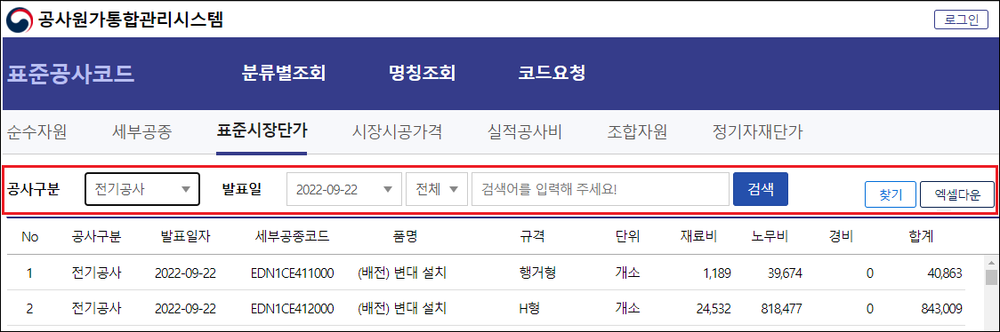 공사원가통합관리시스템 로그인
표준공사코드 분류별조회 명칭조회 코드요청
순수자원 세부공종 표준시장단가 시장시공가격 실적공사비 조합자원 정기자재단가
공사구분 전기공사 발표일 2022-09-22 전체 검색어를 입력해 주세요! 검색 찾기 엑셀다운
No 공사구분 발표일자 세부공종코드 품명 규격 단위 재료비 노무비 경비 합계
1 전기공사 2022-09-22 EDN1CE411000 (배전) 변대 설치 행거형 개소 1,189 39,674 0 40,863
2 전기공사 2022-09-22 EDN1CE412000 (배전) 변대 설치 H형 개소 24,532 818,477 0 843,009